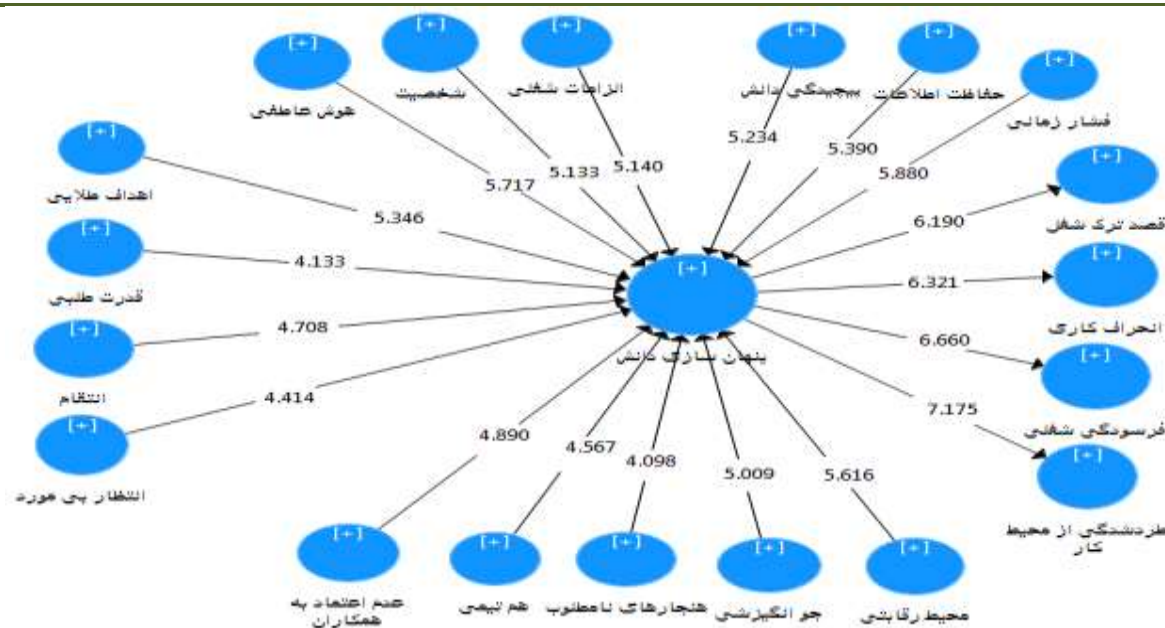 [+] [+] [+] [+] [+] [+]
هوش عاطفی
شخصیت
الزامات شغلی
پیچیدگی دانش
حفاظت اطلاعات
فشار زمانی
5.717
5.133
5.140
5.234
5.390
5.880
[+]
اهداف طلایی
5.346
[+]
قدرت طلبی
4.133
[+]
انتقام
4.708
[+]
انتظار بی مورد
4.414
[+]
پنهان سازی دانش
[+]
قصد ترک شغل
6.190
[+]
انحراف کاری
6.321
[+]
فرسودگی شغلی
6.660
[+]
طردشدگی از محیط
کار
7.175
4.890
4.567
4.098
5.009
5.616
[+] [+] [+] [+] [+]
عدم اعتماد به
همکاران
هم تیمی
هنجارهای نامطلوب
جو انگیزشی
محیط رقابتی